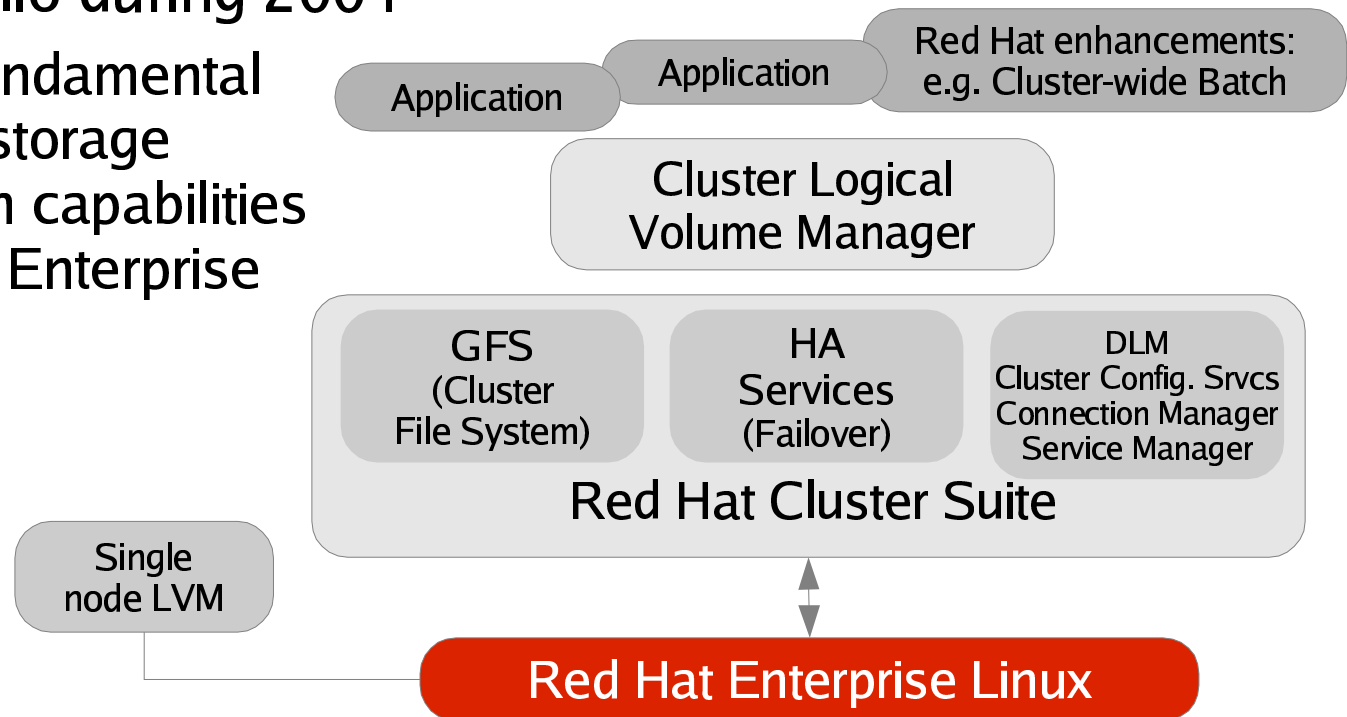 during 2004
ndamental
storage
capabilities
Enterprise
Application
Application
Red Hat enhancements:
e.g. Cluster-wide Batch
Cluster Logical
Volume Manager
GFS
(Cluster
File System)
HA
Services
(Failover)
DLM
Cluster Config. Srvcs
Connection Manager
Service Manager
Red Hat Cluster Suite
Single
node LVM
Red Hat Enterprise Linux